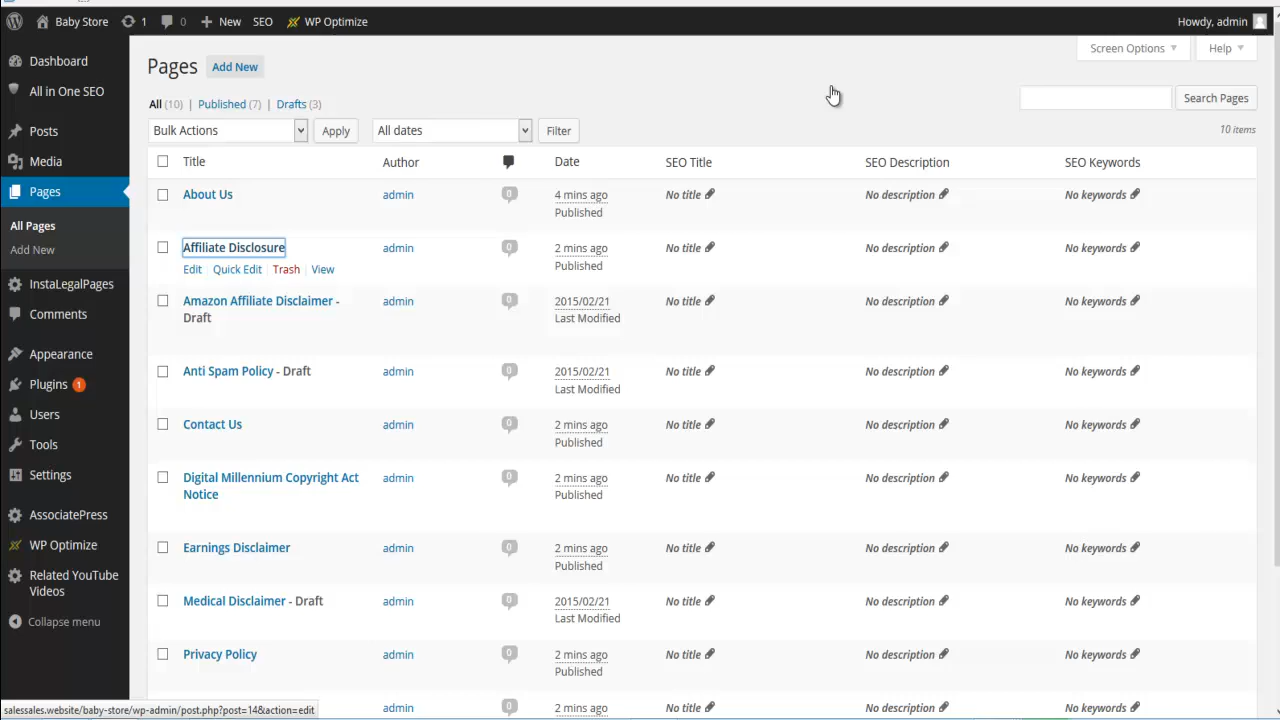 Baby Store 1 0 New SEO WP Optimize Howdy, admin
Screen Options Help
Dashboard
All in One SEO
Posts
Media
Pages
All Pages
Add New
InstaLegalPages
Comments
Appearance
Plugins 1
Users
Tools
Settings
AssociatePress
WP Optimize
Related YouTube
Videos
Collapse menu
Pages Add New
All (10) | Published (7) | Drafts (3)
Search Pages
Bulk Actions Apply All dates Filter
10 items
Title Author Date SEO Title SEO Description SEO Keywords
About Us admin 0 4 mins ago No title No description No keywords
Published
Affiliate Disclosure admin 0 2 mins ago No title No description No keywords
Published
Edit Quick Edit Trash View
Amazon Affiliate Disclaimer - admin 0 2015/02/21 No title No description No keywords
Draft Last Modified
Anti Spam Policy - Draft admin 0 2015/02/21 No title No description No keywords
Last Modified
Contact Us admin 0 2 mins ago No title No description No keywords
Published
Digital Millennium Copyright Act admin 0 2 mins ago No title No description No keywords
Notice Published
Earnings Disclaimer admin 0 2 mins ago No title No description No keywords
Published
Medical Disclaimer - Draft admin 0 2015/02/21 No title No description No keywords
Last Modified
Privacy Policy admin 0 2 mins ago No title No description No keywords
Published
admin 0 2 mins ago No title No description No keywords
salessales.website/baby-store/wp-admin/post.php?post=14&action=edit